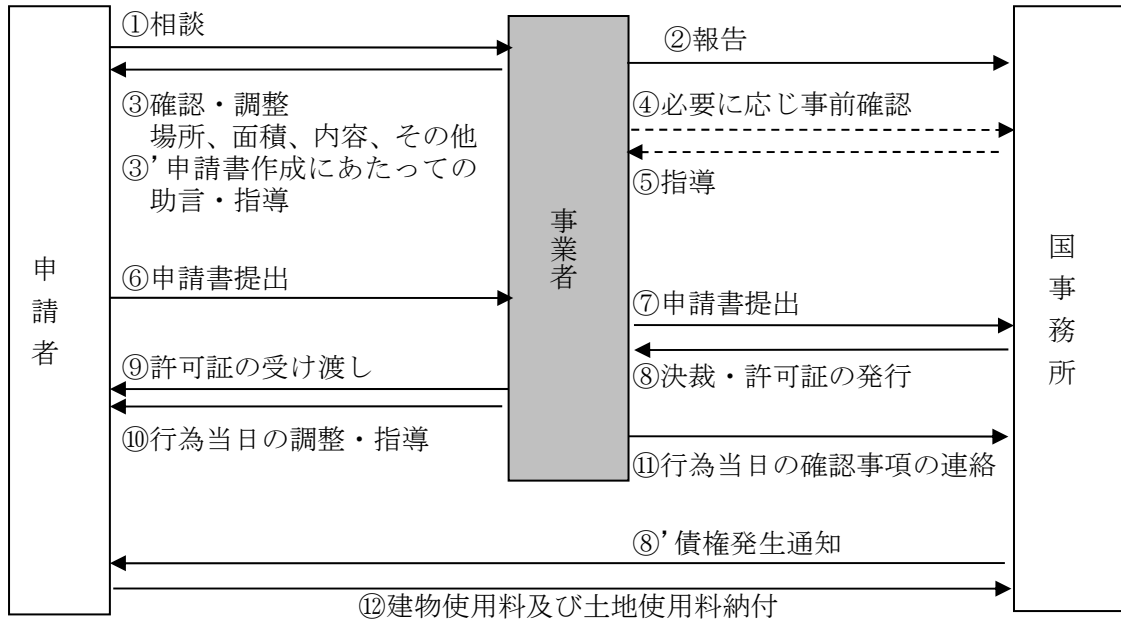 ①相談
②報告
③確認・調整
場所、面積、内容、その他
③’申請書作成にあたっての
助言・指導
④必要に応じ事前確認
⑤指導
申請者
事業者
国事務所
⑥申請書提出
⑦申請書提出
⑧決裁・許可証の発行
⑨許可証の受け渡し
⑩行為当日の調整・指導
⑪行為当日の確認事項の連絡
⑧’債権発生通知
⑫建物使用料及び土地使用料納付